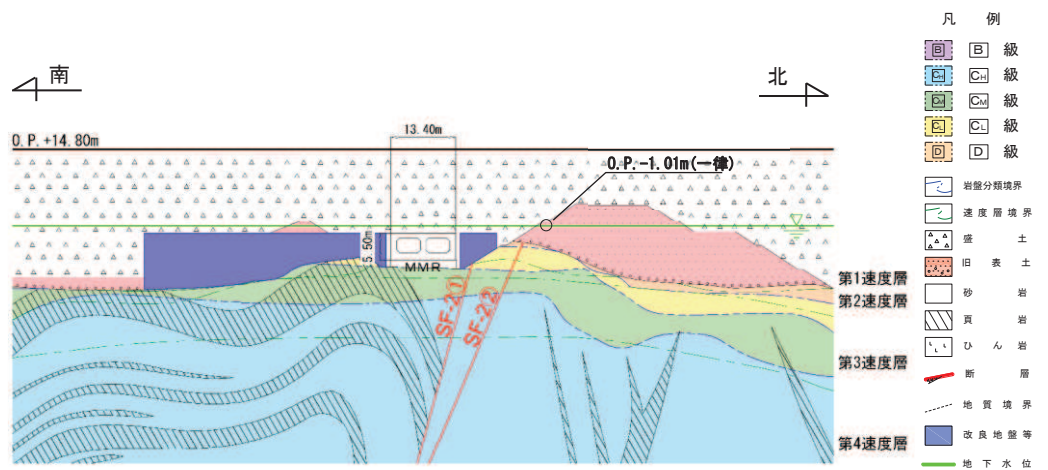 南
北
O.P.+14.80m
13.40m
O.P.-1.01m(一律)
5.50m
MMR
SF-2(1)
SF-2(2)
第1速度層
第2速度層
第3速度層
第4速度層
凡 例
B B 級
CH CH 級
CM CM 級
CL CL 級
D D 級
岩盤分類境界
速度層境界
盛 土
旧 表 土
砂 岩
頁 岩
ひ ん 岩
断 層
地 質 境 界
改 良 地 盤 等
地 下 水 位